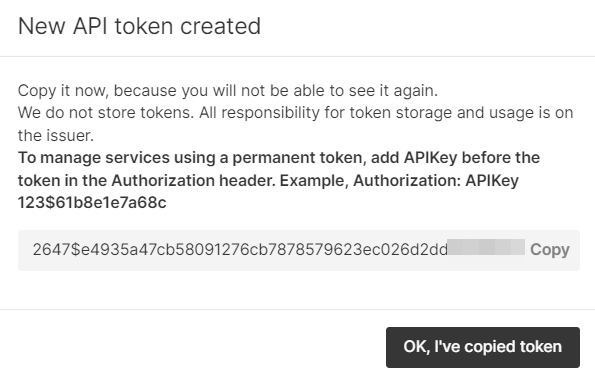 New API token created
Copy it now, because you will not be able to see it again.
We do not store tokens. All responsibility for token storage and usage is on
the issuer.
To manage services using a permanent token, add APIKey before the
token in the Authorization header. Example, Authorization: APIKey
123$61b8e1e7a68c
2647$e4935a47cb58091276cb7878579623ec026d2dd Copy
OK, I've copied token